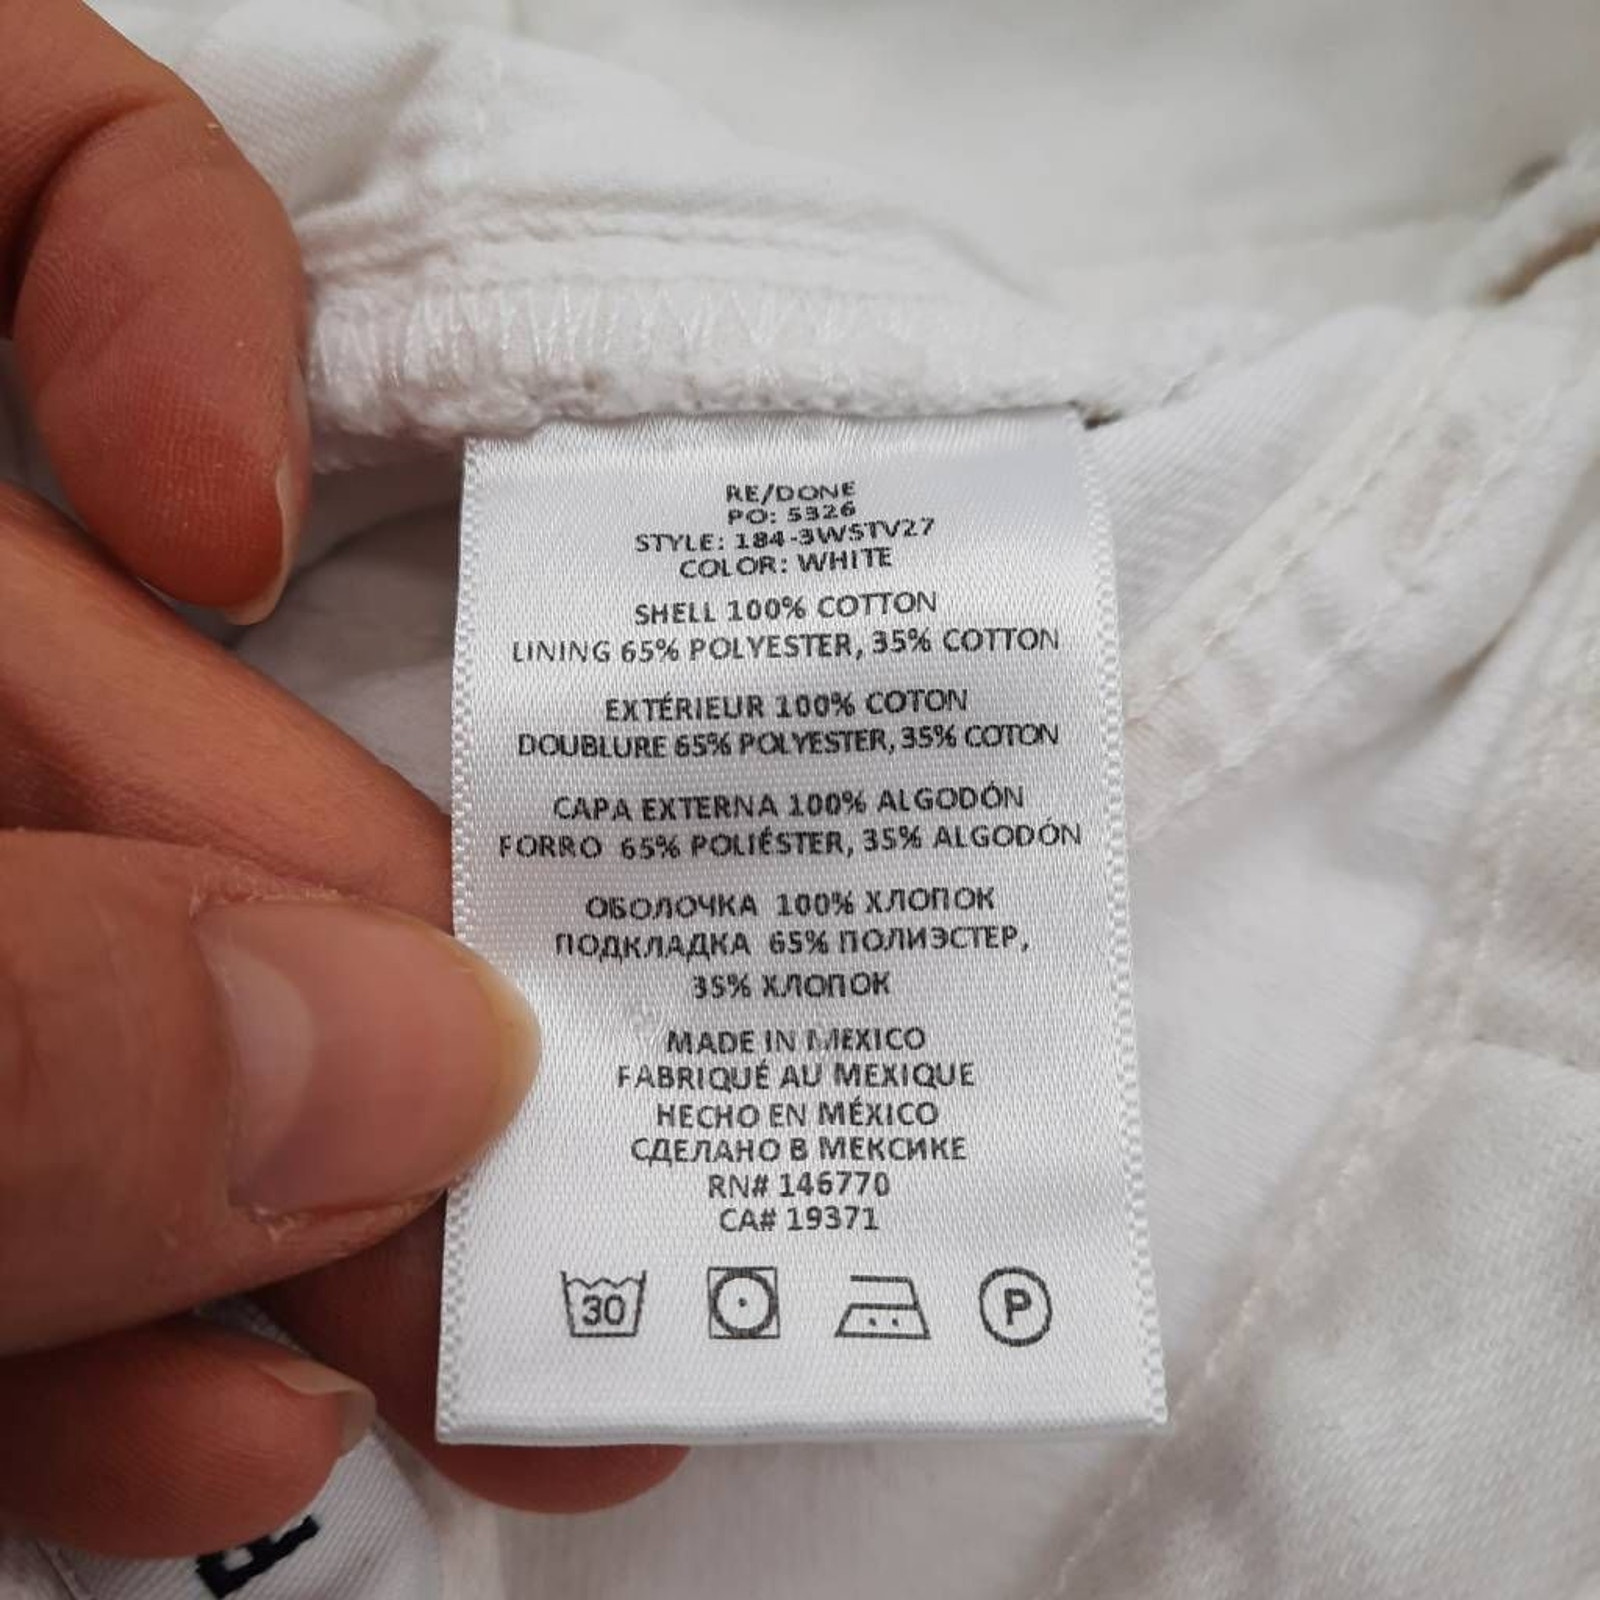 RE/DONE
PO: 5326
STYLE: 184-3WSTV27
COLOR: WHITE
SHELL 100% COTTON
LINING 65% POLYESTER, 35% COTTON
EXTÉRIEUR 100% COTON
DOUBLURE 65% POLYESTER, 35% COTON
CAPA EXTERNA 100% ALGODÓN
FORRO 65% POLIÉSTER, 35% ALGODÓN
ОБОЛОЧКА 100% ХЛОПОК
ПОДКЛАДКА 65% ПОЛИЭСТЕР,
35% ХЛОПОК
MADE IN MEXICO
FABRIQUÉ AU MEXIQUE
HECHO EN MÉXICO
СДЕЛАНО В МЕКСИКЕ
RN# 146770
CA# 19371
30 P